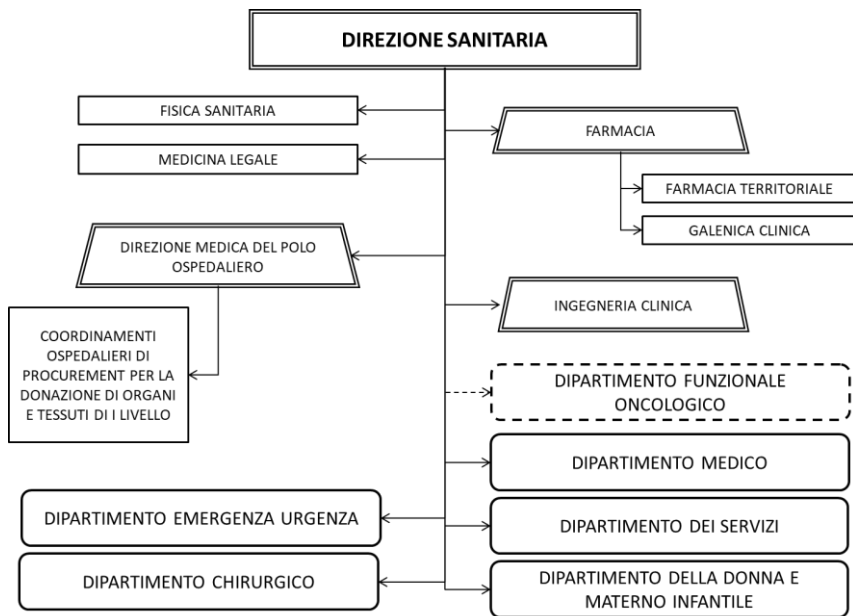 DIREZIONE SANITARIA
FISICA SANITARIA
FARMACIA
MEDICINA LEGALE
FARMACIA TERRITORIALE
GALENICA CLINICA
DIREZIONE MEDICA DEL POLO
OSPEDALIERO
INGEGNERIA CLINICA
COORDINAMENTI
OSPEDALIERI DI
PROCUREMENT PER LA
DONAZIONE DI ORGANI
E TESSUTI DI I LIVELLO
DIPARTIMENTO FUNZIONALE
ONCOLOGICO
DIPARTIMENTO MEDICO
DIPARTIMENTO EMERGENZA URGENZA
DIPARTIMENTO DEI SERVIZI
DIPARTIMENTO CHIRURGICO
DIPARTIMENTO DELLA DONNA E
MATERNO INFANTILE